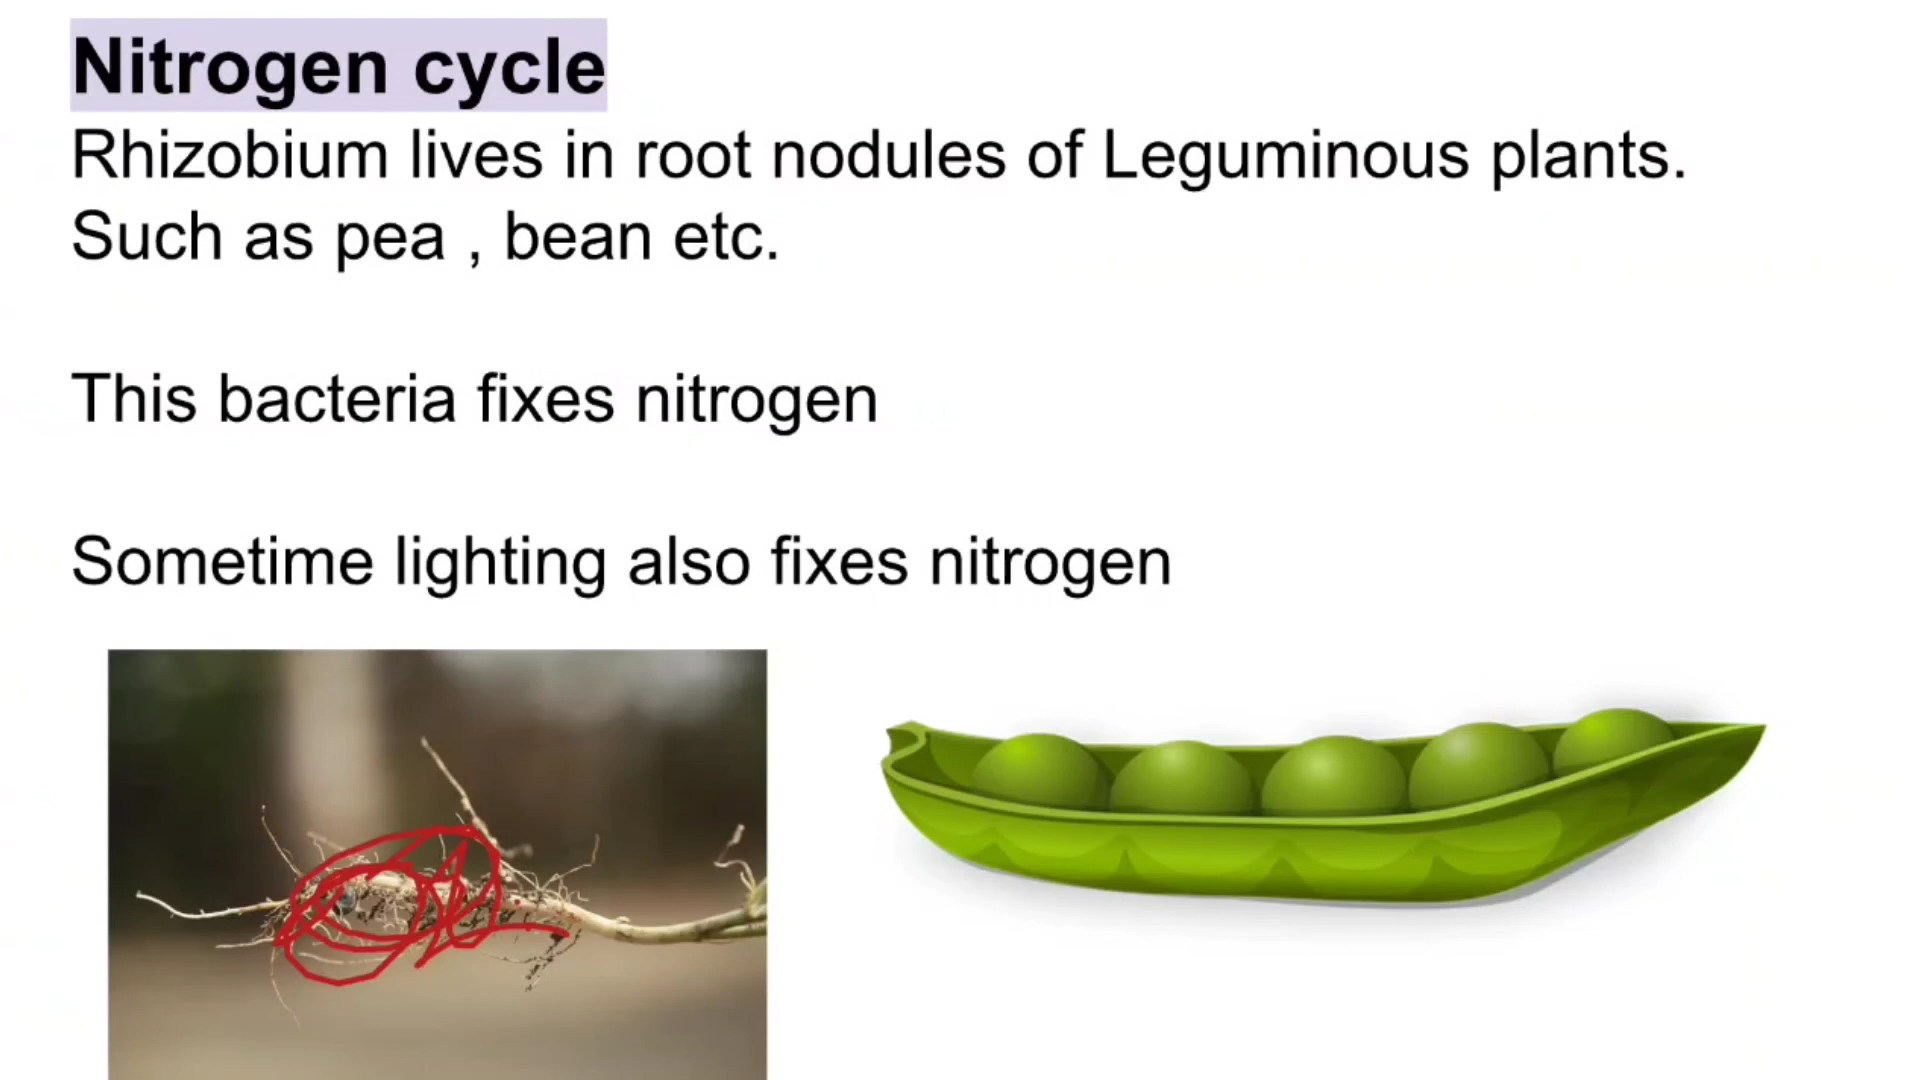 Nitrogen cycle
Rhizobium lives in root nodules of Leguminous plants.
Such as pea , bean etc.
This bacteria fixes nitrogen
Sometime lighting also fixes nitrogen